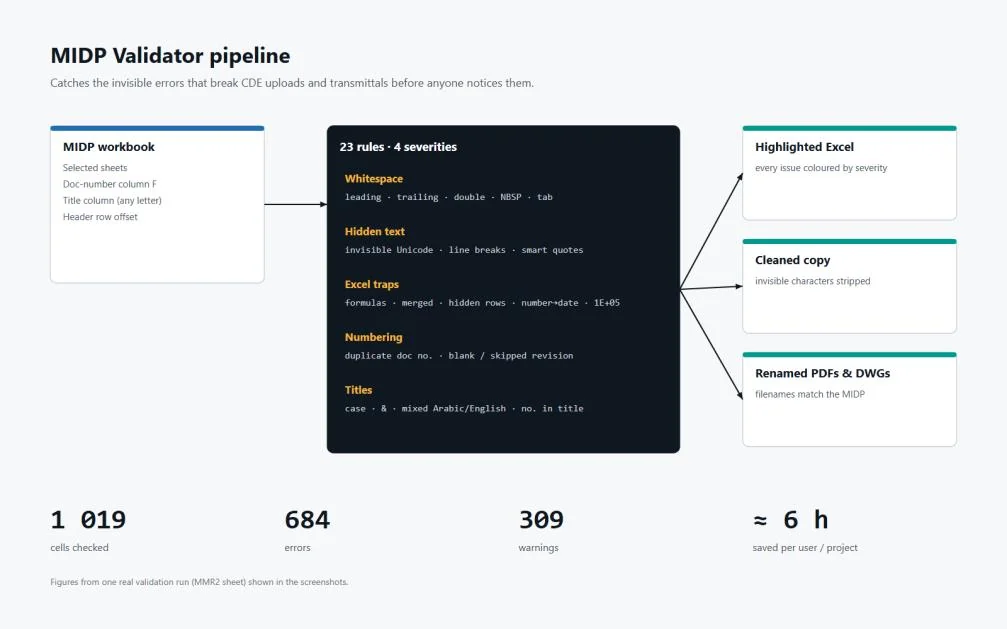 MIDP Validator pipeline
Catches the invisible errors that break CDE uploads and transmittals before anyone notices them.
MIDP workbook
Selected sheets
Doc-number column F
Title column (any letter)
Header row offset
23 rules · 4 severities
Whitespace
leading · trailing · double · NBSP · tab
Hidden text
invisible Unicode · line breaks · smart quotes
Excel traps
formulas · merged · hidden rows · number→date · 1E+05
Numbering
duplicate doc no. · blank / skipped revision
Titles
case · & · mixed Arabic/English · no. in title
Highlighted Excel
every issue coloured by severity
Cleaned copy
invisible characters stripped
Renamed PDFs & DWGs
filenames match the MIDP
1 019
cells checked
684
errors
309
warnings
≈ 6 h
saved per user / project
Figures from one real validation run (MMR2 sheet) shown in the screenshots.